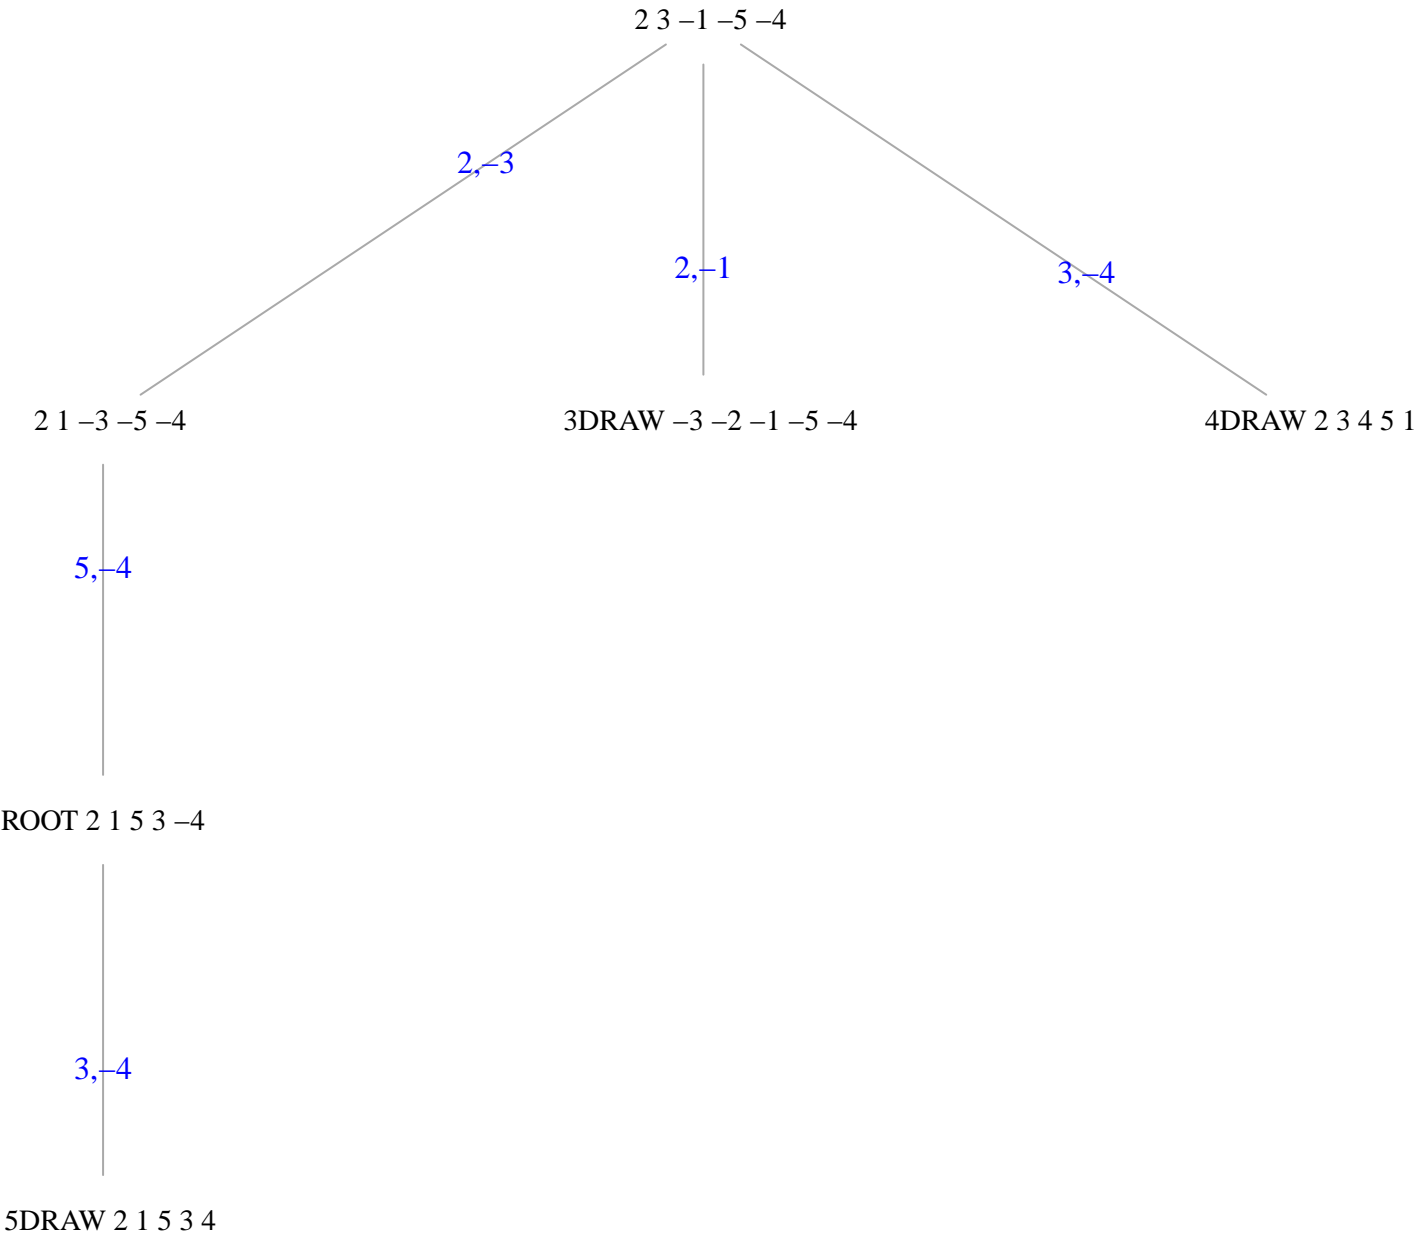 2 3 –1 –5 –4
2,–3
2,–1
3,–4
2 1 –3 –5 –4
3DRAW –3 –2 –1 –5 –4
4DRAW 2 3 4 5 1
5,–4
ROOT 2 1 5 3 –4
3,–4
5DRAW 2 1 5 3 4